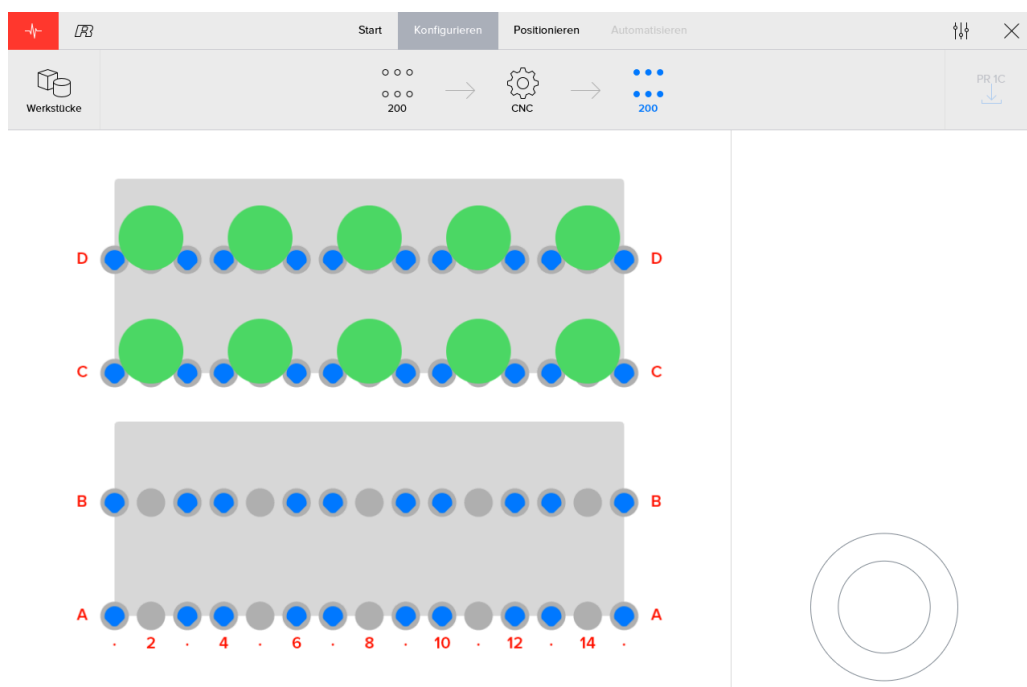 Start Konfigurieren Positionieren Automatisieren
Werkstücke 200 CNC 200 PR 1C
D D
C C
B B
A A
· 2 · 4 · 6 · 8 · 10 · 12 · 14 ·